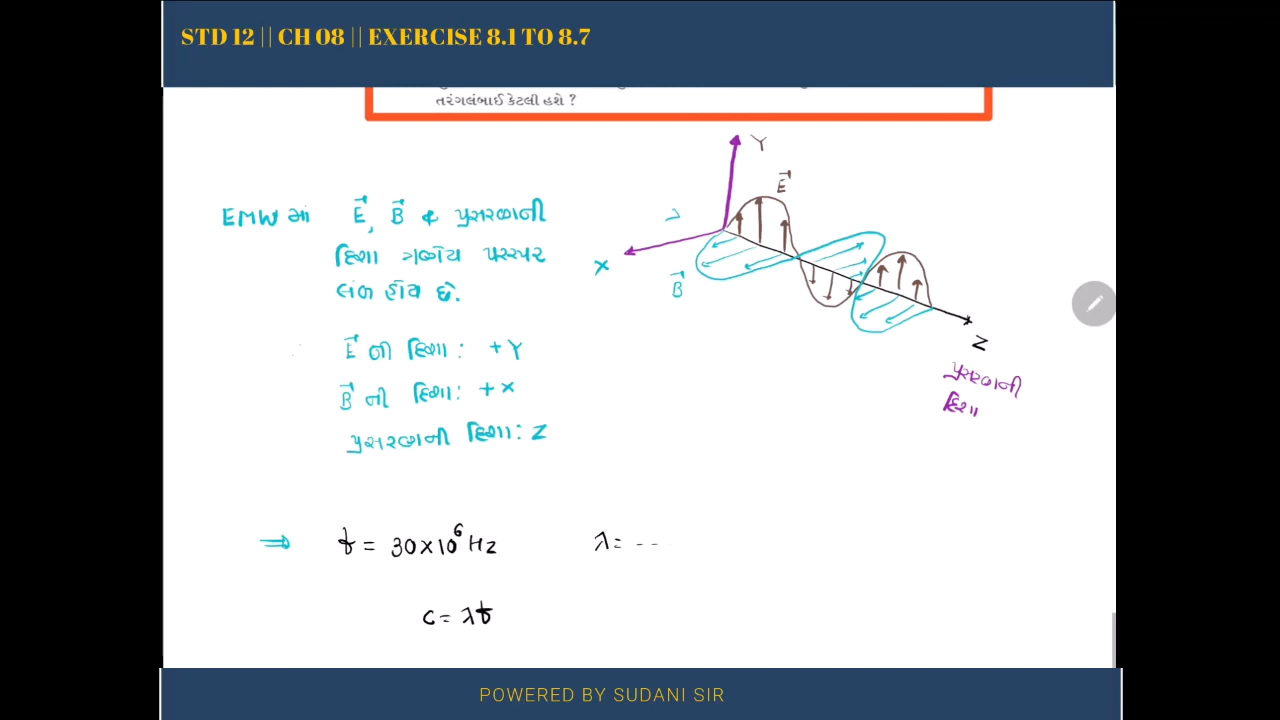 STD 12 || CH 08 || EXERCISE 8.1 TO 8.7
તરંગલંબાઈ કેટલી હશે ?
Y
E⃗
EMW માં E⃗, B⃗ & પ્રસરણની
દિશા ત્રણેય પરસ્પર
X
B⃗
લંબ હોય છે.
Z
E⃗ ની દિશા: +Y
પ્રસરણની
દિશા
B⃗ ની દિશા: +X
પ્રસરણની દિશા: Z
⇒ f = 30×10⁶ Hz λ= ---
c = λf
POWERED BY SUDANI SIR